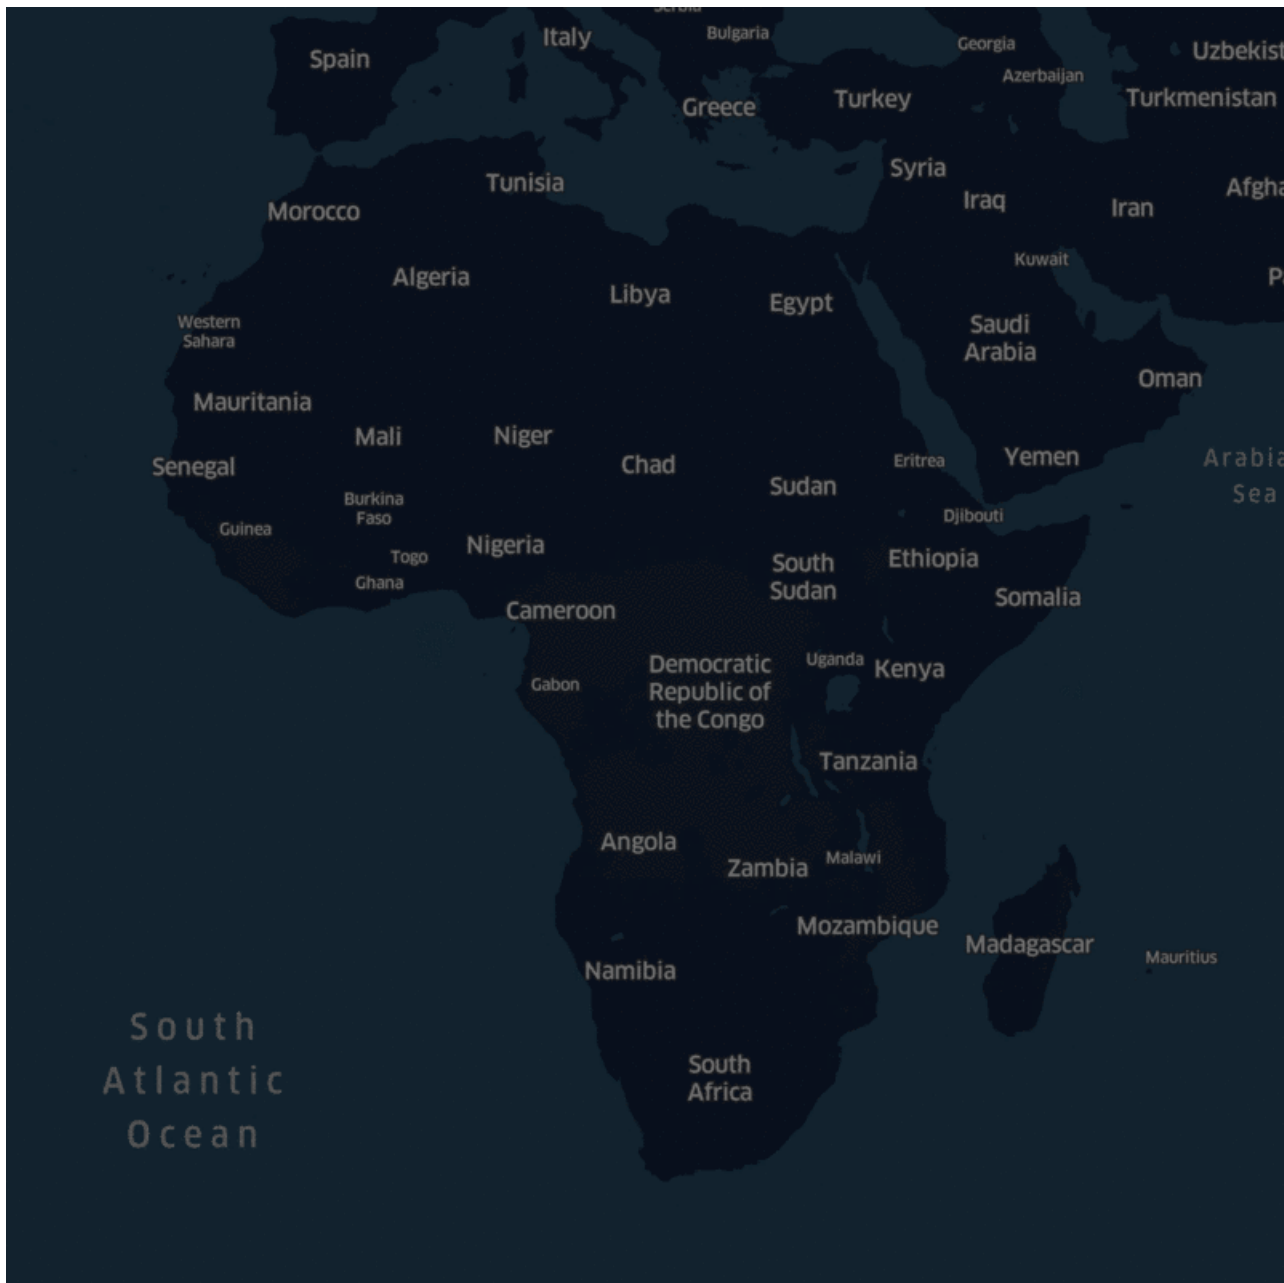 Serbia
Italy
Bulgaria
Georgia
Uzbekist
Spain
Azerbaijan
Turkmenistan
Greece
Turkey
Syria
Tunisia
Afgha
Iraq
Iran
Morocco
Kuwait
Algeria
P
Libya
Egypt
Western
Sahara
Saudi
Arabia
Oman
Mauritania
Mali
Niger
Chad
Senegal
Eritrea
Yemen
Arabia
Sea
Sudan
Burkina
Faso
Djibouti
Guinea
Nigeria
Togo
Ethiopia
South
Sudan
Ghana
Somalia
Cameroon
Democratic
Republic of
the Congo
Uganda
Kenya
Gabon
Tanzania
Angola
Malawi
Zambia
Mozambique
Madagascar
Mauritius
Namibia
South
Atlantic
Ocean
South
Africa